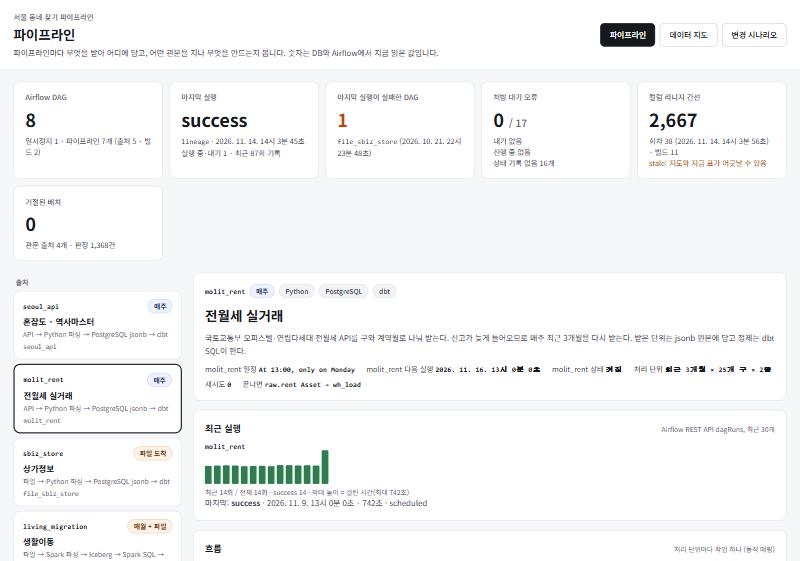 서울 동네 찾기 파이프라인
파이프라인
파이프라인마다 무엇을 받아 어디에 담고, 어떤 관문을 지나 무엇을 만드는지 봅니다. 숫자는 DB와 Airflow에서 지금 읽은 값입니다.
파이프라인
데이터 지도
변경 시나리오
Airflow DAG
8
일시정지 1 · 파이프라인 7개 (출처 5 · 빌
드 2)
마지막 실행
success
lineage · 2026. 11. 14. 14시 3분 45초
실행 중·대기 1 · 최근 87회 기록
마지막 실행이 실패한 DAG
1
file_sbiz_store (2026. 10. 21. 22시
23분 48초)
처방 대기 오류
0 / 17
대기 없음
진행 중 없음
상태 기록 없음 16개
컬럼 리니지 간선
2,667
회차 38 (2026. 11. 14. 14시 3분 56초)
· 빌드 11
stale: 지도와 지금 표가 어긋날 수 있음
거절된 배치
0
관문 출처 4개 · 판정 1,368건
출처
seoul_api
매주
혼잡도 · 역사마스터
API → Python 파싱 → PostgreSQL jsonb → dbt
seoul_api
molit_rent
매주
전월세 실거래
API → Python 파싱 → PostgreSQL jsonb → dbt
molit_rent
sbiz_store
파일 도착
상가정보
파일 → Python 파싱 → PostgreSQL jsonb → dbt
file_sbiz_store
living_migration
매월 + 파일
생활이동
파일 → Spark 파싱 → Iceberg → Spark SQL →
molit_rent
매주
Python
PostgreSQL
dbt
전월세 실거래
국토교통부 오피스텔·연립다세대 전월세 API를 구와 계약월로 나눠 받는다. 신고가 늦게 들어오므로 매주 최근 3개월을 다시 받는다. 받은 단위는 jsonb 원본에 담고 정제는 dbt
SQL이 한다.
molit_rent 일정 At 13:00, only on Monday
molit_rent 다음 실행 2026. 11. 16. 13시 0분 0초
molit_rent 상태 켜짐
처리 단위 최근 3개월 × 25개 구 × 2종
재시도 0
끝나면 raw.rent Asset → wh_load
최근 실행
Airflow REST API dagRuns, 최근 30개
molit_rent
최근 14회 / 전체 14회 · success 14 · 막대 높이 = 걸린 시간(최대 742초)
마지막: success · 2026. 11. 9. 13시 0분 0초 · 742초 · scheduled
흐름
처리 단위마다 작업 하나 (동적 매핑)